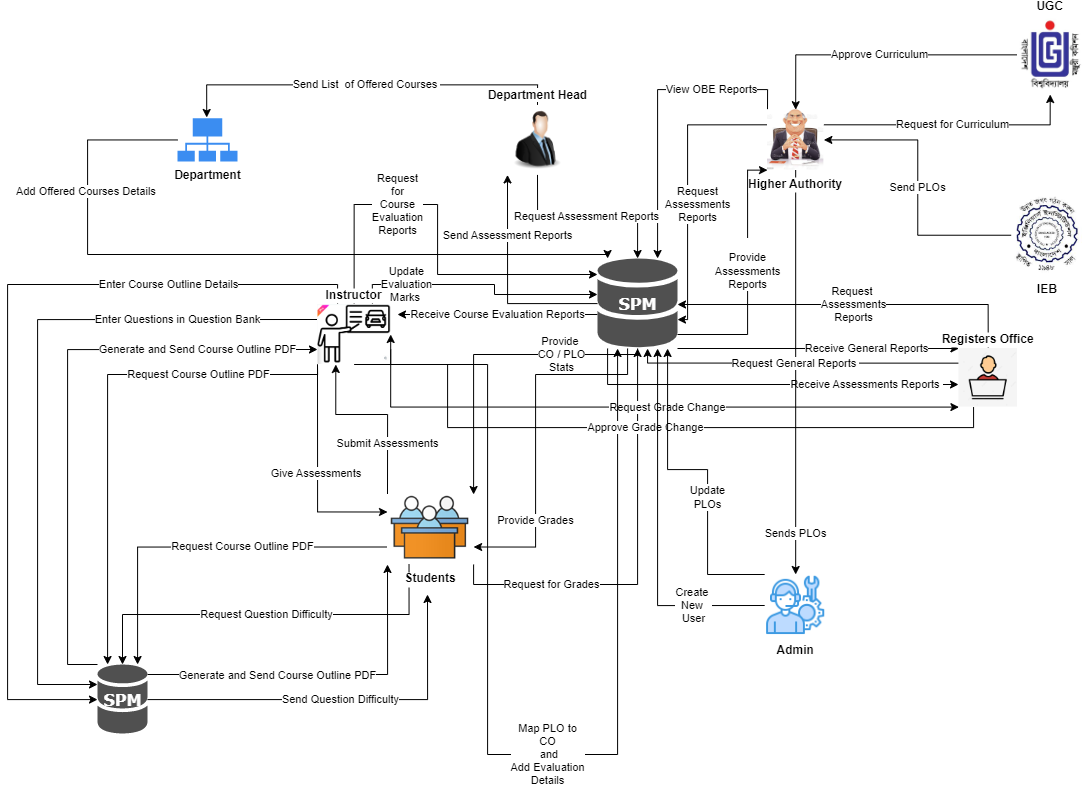 UGC
বাংলাদেশ
মঞ্জুরী কমিশন
বিশ্ববিদ্যালয়
Approve Curriculum
Send List of Offered Courses
Department Head
View OBE Reports
Request for Curriculum
Department
Higher Authority
Add Offered Courses Details
Request
for
Course
Evaluation
Reports
Request
Assessments
Reports
Send PLOs
Request Assessment Reports
Send Assessment Reports
Provide
Assessments
Reports
১৯৪৮
IEB
Enter Course Outline Details
Update
Evaluation
Marks
Instructor
SPM
Request
Assessments
Reports
Enter Questions in Question Bank
Receive Course Evaluation Reports
Registers Office
Generate and Send Course Outline PDF
Provide
CO / PLO
Stats
Receive General Reports
Request General Reports
Request Course Outline PDF
Receive Assessments Reports
Request Grade Change
Approve Grade Change
Submit Assessments
Give Assessments
Update
PLOs
Provide Grades
Sends PLOs
Request Course Outline PDF
Students
Request for Grades
Create
New
User
Request Question Difficulty
Admin
Generate and Send Course Outline PDF
SPM
Send Question Difficulty
Map PLO to
CO
and
Add Evaluation
Details